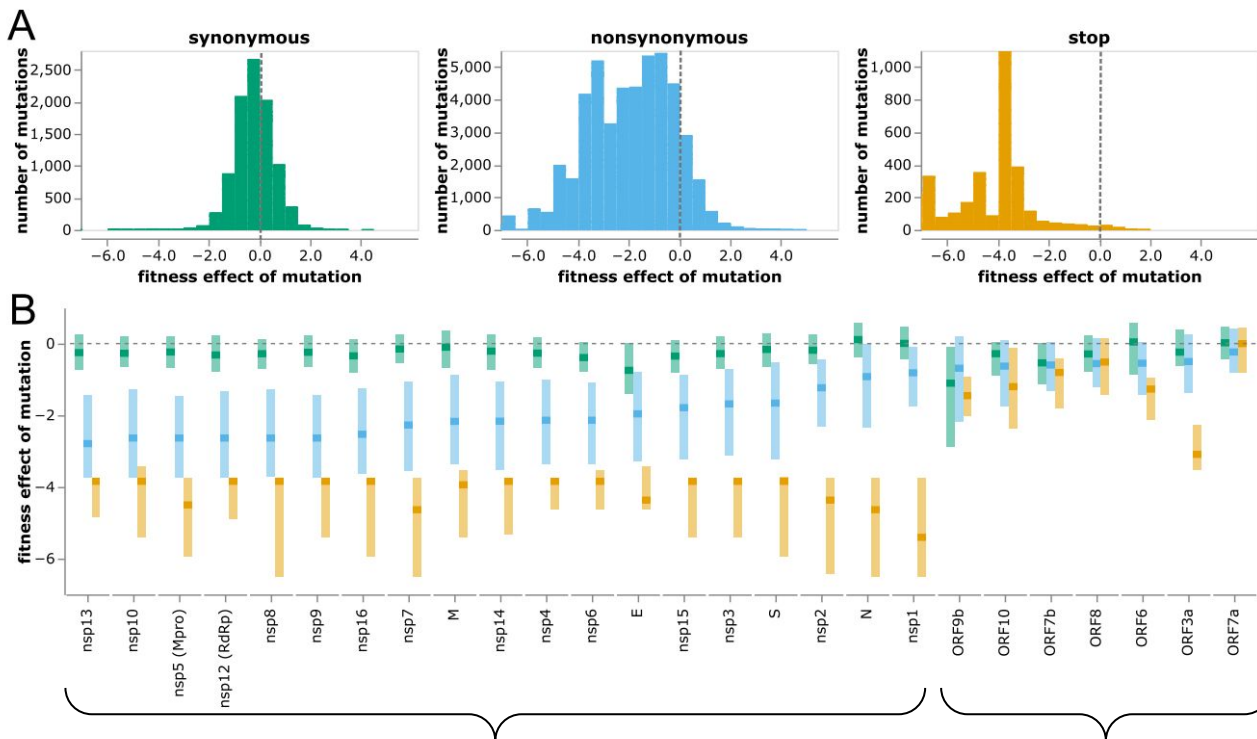 A
synonymous
nonsynonymous
stop
number of mutations
2,500
2,000
1,500
1,000
500
0
−6.0 −4.0 −2.0 0.0 2.0 4.0
fitness effect of mutation
number of mutations
5,000
4,000
3,000
2,000
1,000
0
−6.0 −4.0 −2.0 0.0 2.0 4.0
fitness effect of mutation
number of mutations
1,000
800
600
400
200
0
−6.0 −4.0 −2.0 0.0 2.0 4.0
fitness effect of mutation
B
fitness effect of mutation
0
−2
−4
−6
nsp13
nsp10
nsp5 (Mpro)
nsp12 (RdRp)
nsp8
nsp9
nsp16
nsp7
M
nsp14
nsp4
nsp6
E
nsp15
nsp3
S
nsp2
N
nsp1
ORF9b
ORF10
ORF7b
ORF8
ORF6
ORF3a
ORF7a